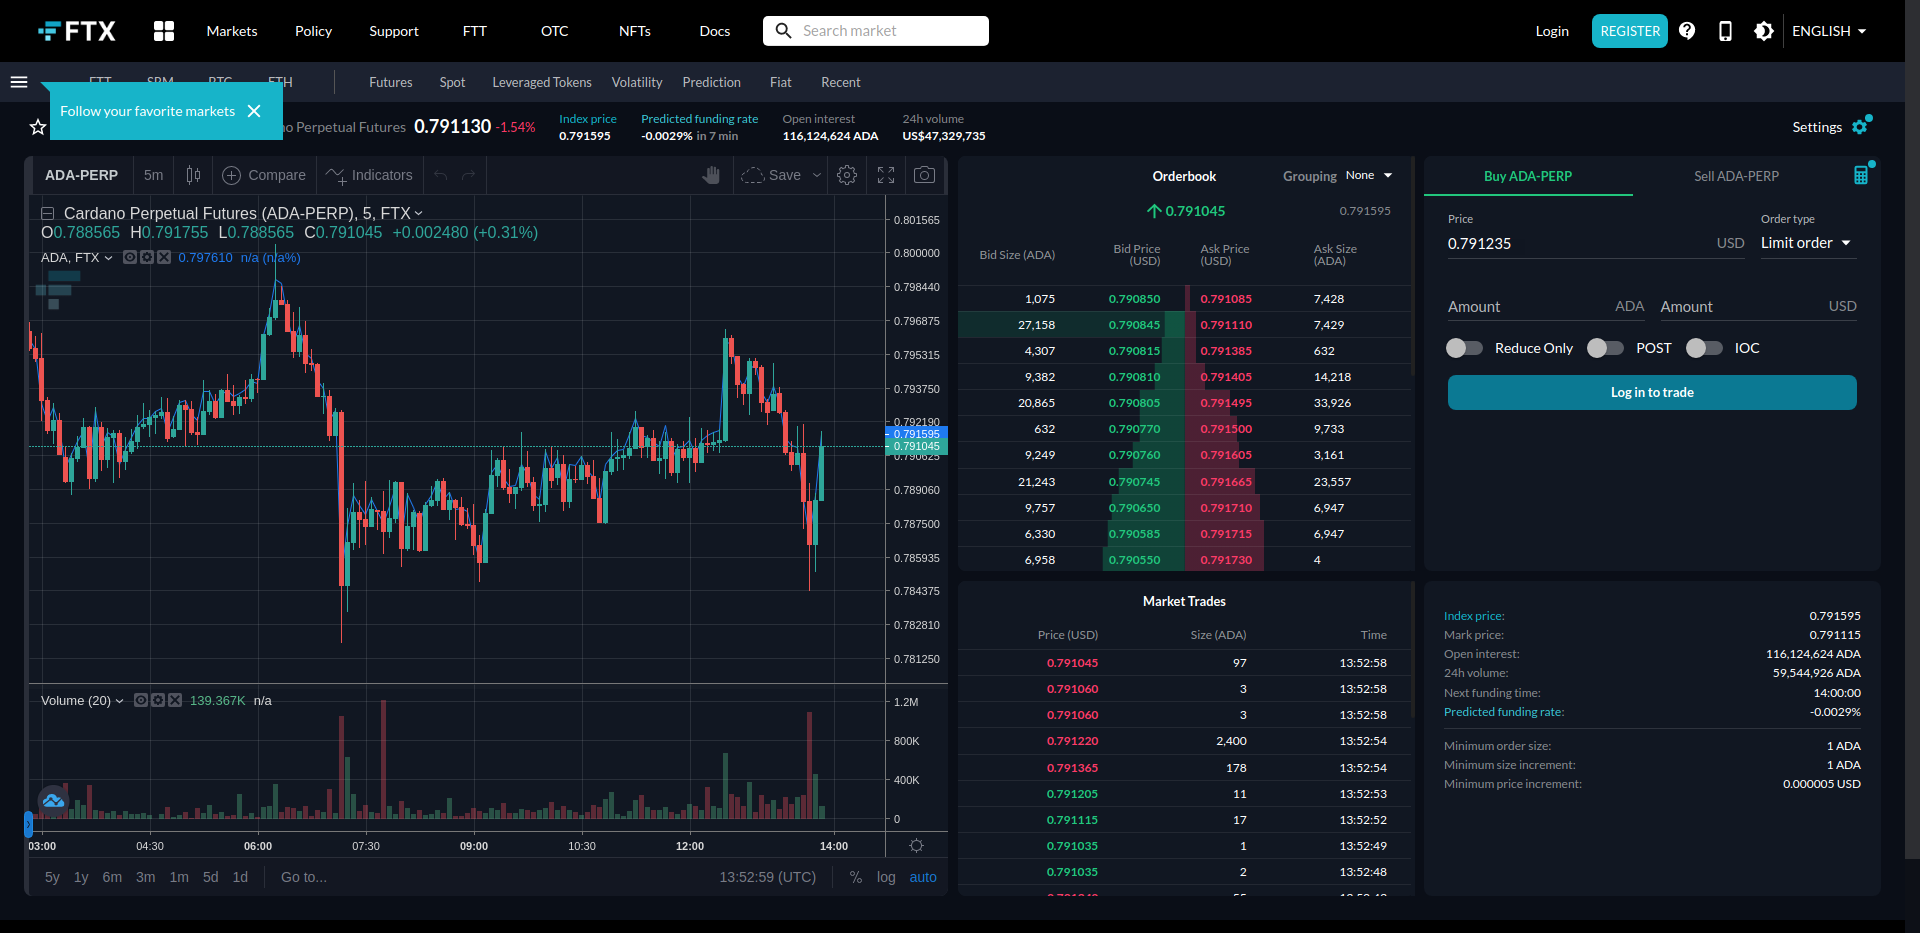 FTX
Markets
Policy
Support
FTT
OTC
NFTs
Docs
Search market
Login
REGISTER
ENGLISH
FTT
SRM
BTC
ETH
Futures
Spot
Leveraged Tokens
Volatility
Prediction
Fiat
Recent
Follow your favorite markets
Perpetual Futures
0.791130
-1.54%
Index price
0.791595
Predicted funding rate
-0.0029% in 7 min
Open interest
116,124,624 ADA
24h volume
US$47,329,735
Settings
ADA-PERP
5m
Compare
Indicators
Save
Cardano Perpetual Futures (ADA-PERP), 5, FTX
O0.788565 H0.791755 L0.788565 C0.791045 +0.002480 (+0.31%)
ADA, FTX
0.797610 n/a (n/a%)
0.801565
0.800000
0.798440
0.796875
0.795315
0.793750
0.792190
0.791595
0.791045
0.790625
0.789060
0.787500
0.785935
0.784375
0.782810
0.781250
Volume (20)
139.367K n/a
1.2M
800K
400K
0
03:00
04:30
06:00
07:30
09:00
10:30
12:00
14:00
5y
1y
6m
3m
1m
5d
1d
Go to...
13:52:59 (UTC)
%
log
auto
Orderbook
Grouping None
0.791045
0.791595
Bid Size (ADA)
Bid Price (USD)
Ask Price (USD)
Ask Size (ADA)
1,075 0.790850 0.791085 7,428
27,158 0.790845 0.791110 7,429
4,307 0.790815 0.791385 632
9,382 0.790810 0.791405 14,218
20,865 0.790805 0.791495 33,926
632 0.790770 0.791500 9,733
9,249 0.790760 0.791605 3,161
21,243 0.790745 0.791665 23,557
9,757 0.790650 0.791710 6,947
6,330 0.790585 0.791715 6,947
6,958 0.790550 0.791730 4
Market Trades
Price (USD) Size (ADA) Time
0.791045 97 13:52:58
0.791060 3 13:52:58
0.791060 3 13:52:58
0.791220 2,400 13:52:54
0.791365 178 13:52:54
0.791205 11 13:52:53
0.791115 17 13:52:52
0.791035 1 13:52:49
0.791035 2 13:52:48
Buy ADA-PERP
Sell ADA-PERP
Price
0.791235 USD
Order type
Limit order
Amount ADA
Amount USD
Reduce Only
POST
IOC
Log in to trade
Index price: 0.791595
Mark price: 0.791115
Open interest: 116,124,624 ADA
24h volume: 59,544,926 ADA
Next funding time: 14:00:00
Predicted funding rate: -0.0029%
Minimum order size: 1 ADA
Minimum size increment: 1 ADA
Minimum price increment: 0.000005 USD